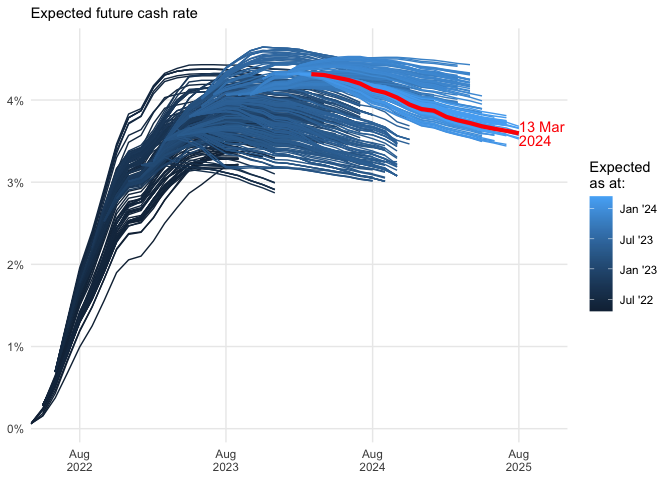 Expected future cash rate
4%
3%
2%
1%
0%
13 Mar
2024
Aug
2022
Aug
2023
Aug
2024
Aug
2025
Expected
as at:
Jan '24
Jul '23
Jan '23
Jul '22